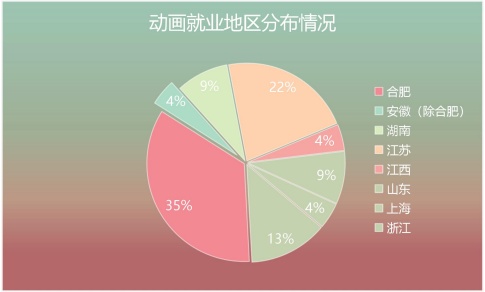 动画就业地区分布情况
9%
22%
4%
4%
9%
4%
13%
35%
合肥
安徽（除合肥）
湖南
江苏
江西
山东
上海
浙江